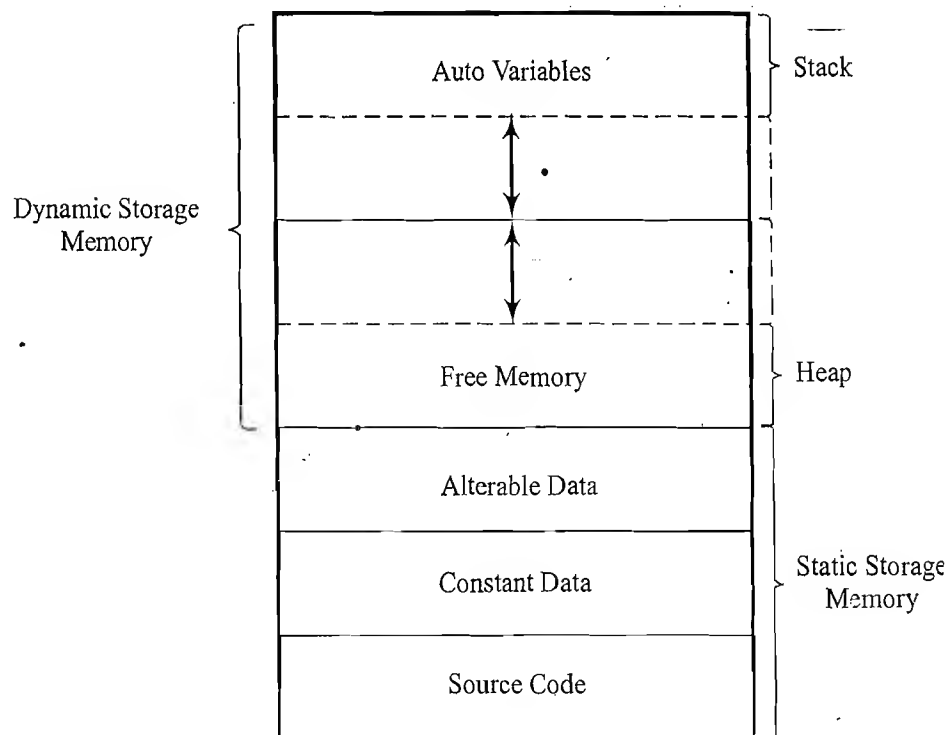 Auto Variables
Stack
Dynamic Storage
Memory
Free Memory
Heap
Alterable Data
Constant Data
Static Storage
Memory
Source Code